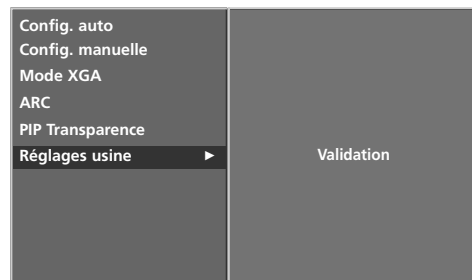 Config. auto
Config. manuelle
Mode XGA
ARC
PIP Transparence
Réglages usine ►
Validation